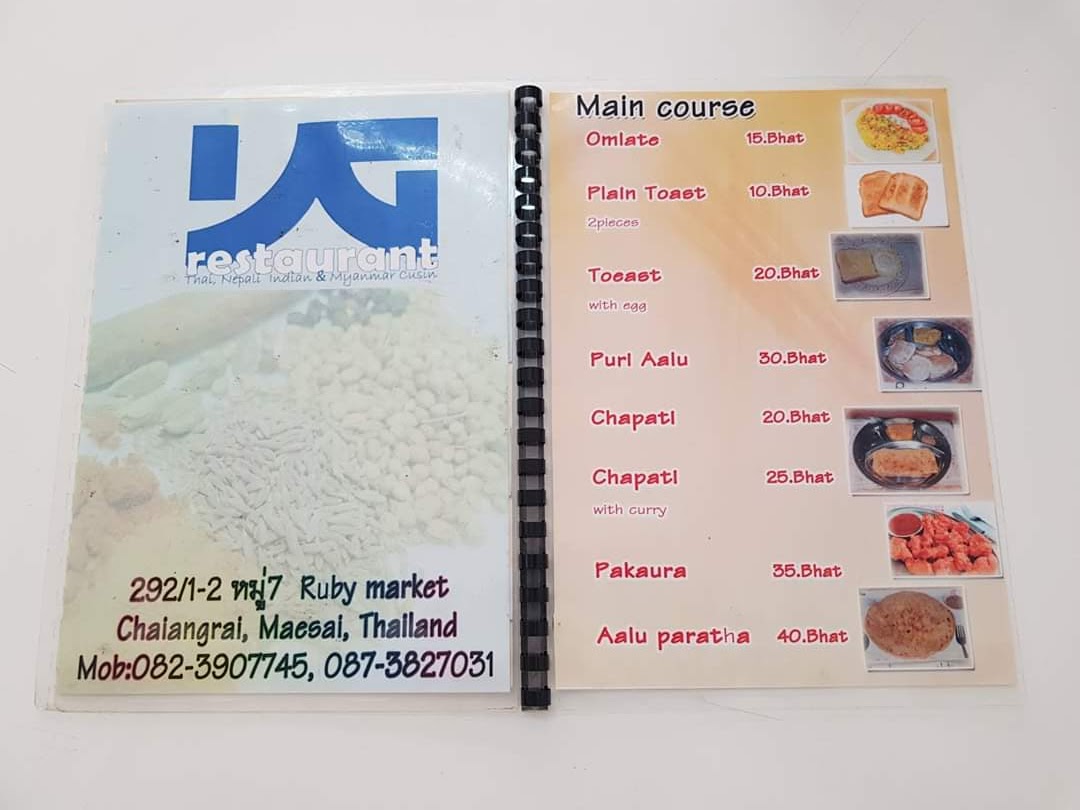 restaurant
Thai, Nepali Indian & Myanmar Cusin
292/1-2 หมู่7 Ruby market
Chaiangrai, Maesai, Thailand
Mob:082-3907745, 087-3827031
Main course
Omlate 15.Bhat
Plain Toast 10.Bhat
2pieces
Toeast 20.Bhat
with egg
Puri Aalu 30.Bhat
Chapati 20.Bhat
Chapati 25.Bhat
with curry
Pakaura 35.Bhat
Aalu paratha 40.Bhat